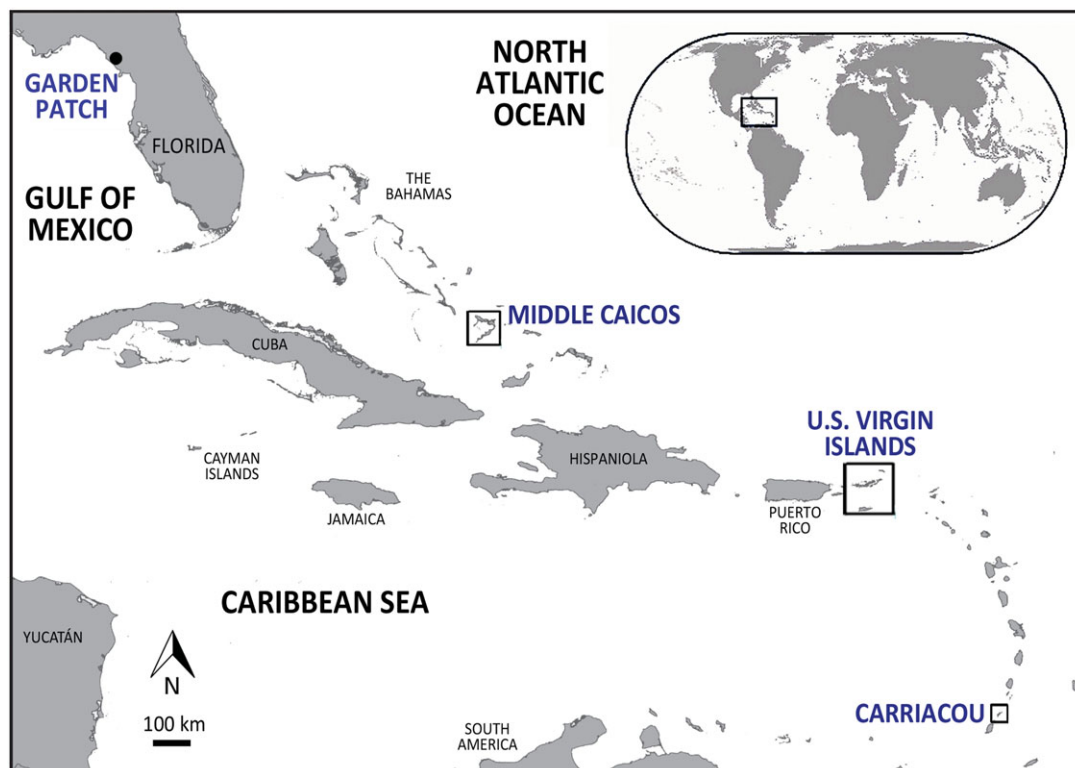 NORTH
ATLANTIC
OCEAN
GARDEN
PATCH
FLORIDA
THE
BAHAMAS
GULF OF
MEXICO
MIDDLE CAICOS
CUBA
U.S. VIRGIN
ISLANDS
CAYMAN
ISLANDS
HISPANIOLA
JAMAICA
PUERTO
RICO
CARIBBEAN SEA
YUCATÁN
N
100 km
SOUTH
AMERICA
CARRIACOU